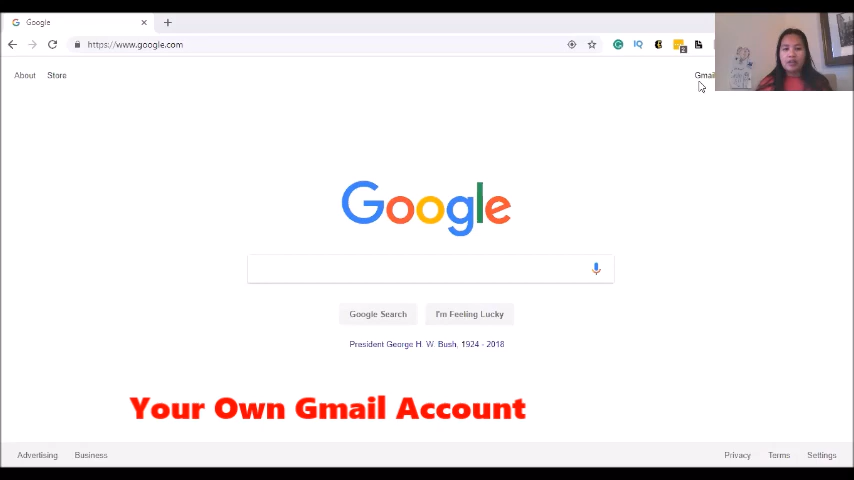 Google
https://www.google.com
2
About Store
Gmail
Google
Google Search I'm Feeling Lucky
President George H. W. Bush, 1924 - 2018
Your Own Gmail Account
Advertising Business
Privacy Terms Settings